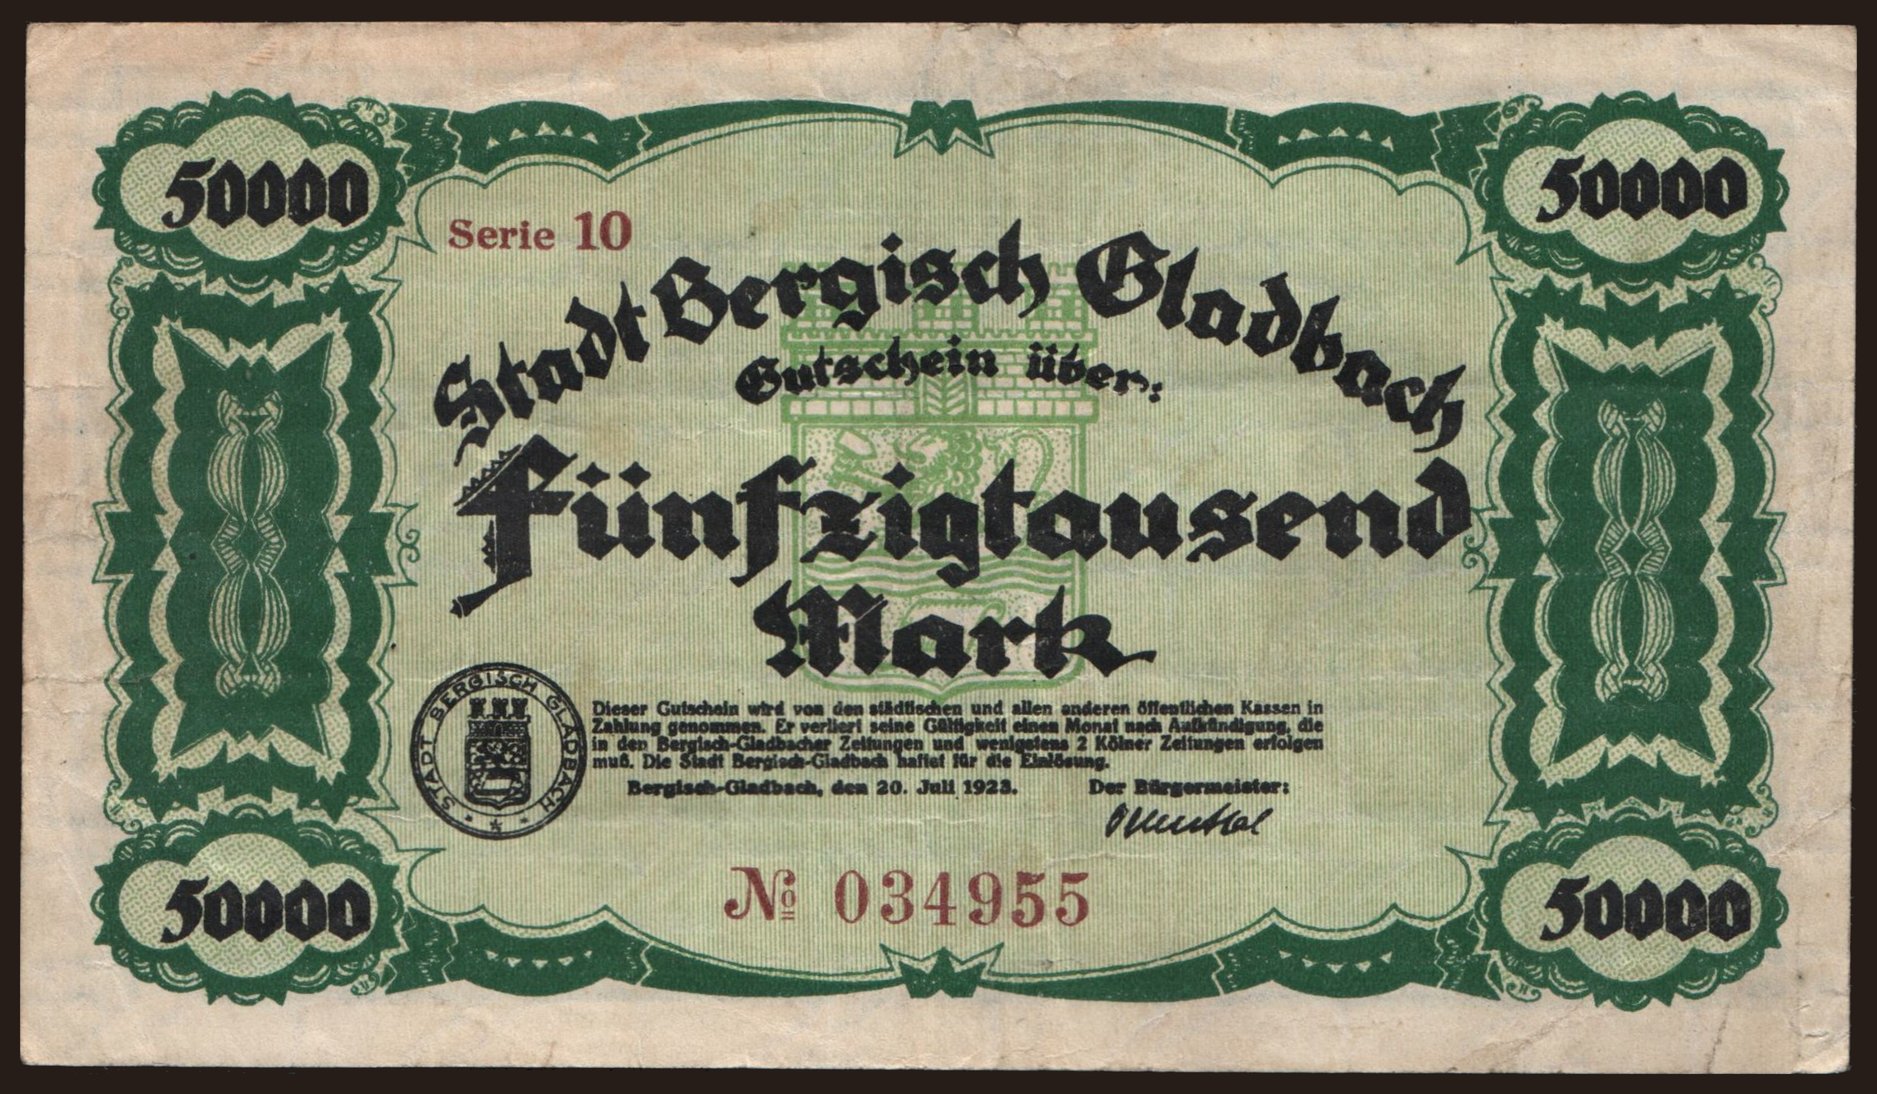 50000
50000
Serie 10
Stadt Bergisch Gladbach
Gutschein über:
Fünfzigtausend
Mark
STADT BERGISCH GLADBACH
Dieser Gutschein wird von den städtischen und allen anderen öffentlichen Kassen in
Zahlung genommen. Er verliert seine Gültigkeit einen Monat nach Aufkündigung, die
in den Bergisch-Gladbacher Zeitungen und wenigstens 2 Kölner Zeitungen erfolgen
muß. Die Stadt Bergisch-Gladbach haftet für die Einlösung.
Bergisch-Gladbach, den 20. Juli 1923. Der Bürgermeister:
№ 034955
50000
50000